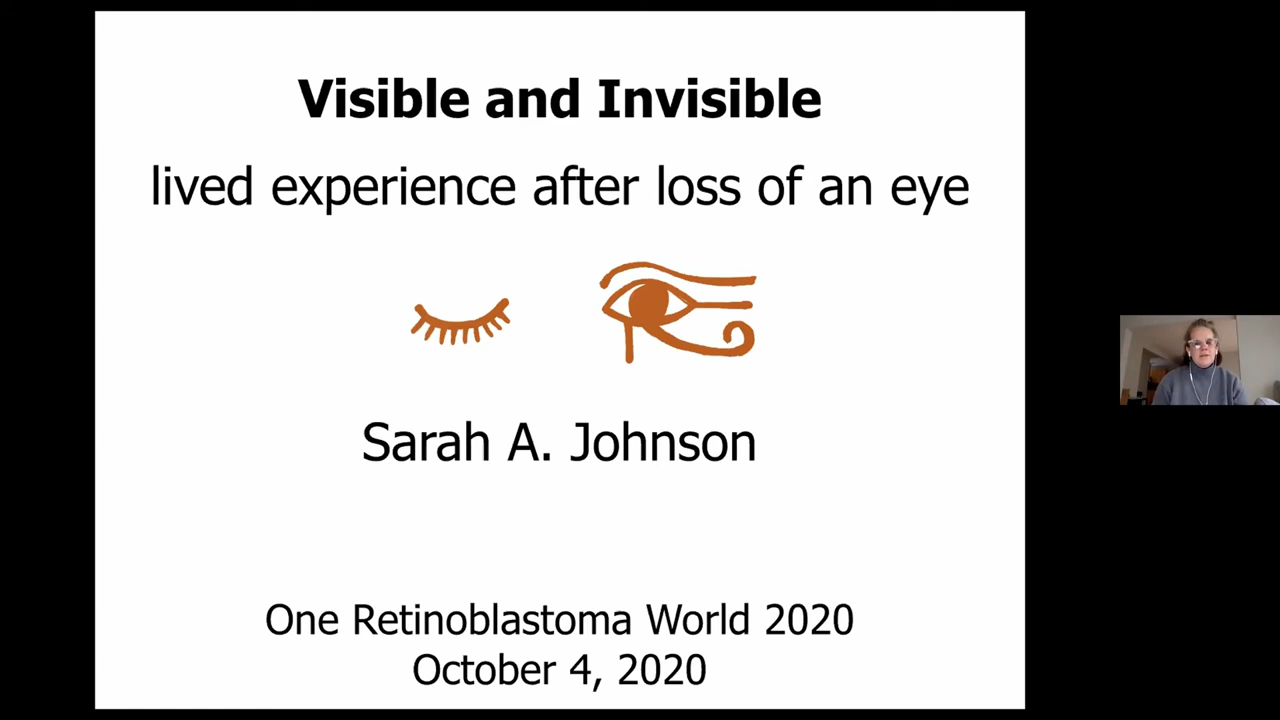 Visible and Invisible
lived experience after loss of an eye
Sarah A. Johnson
One Retinoblastoma World 2020
October 4, 2020